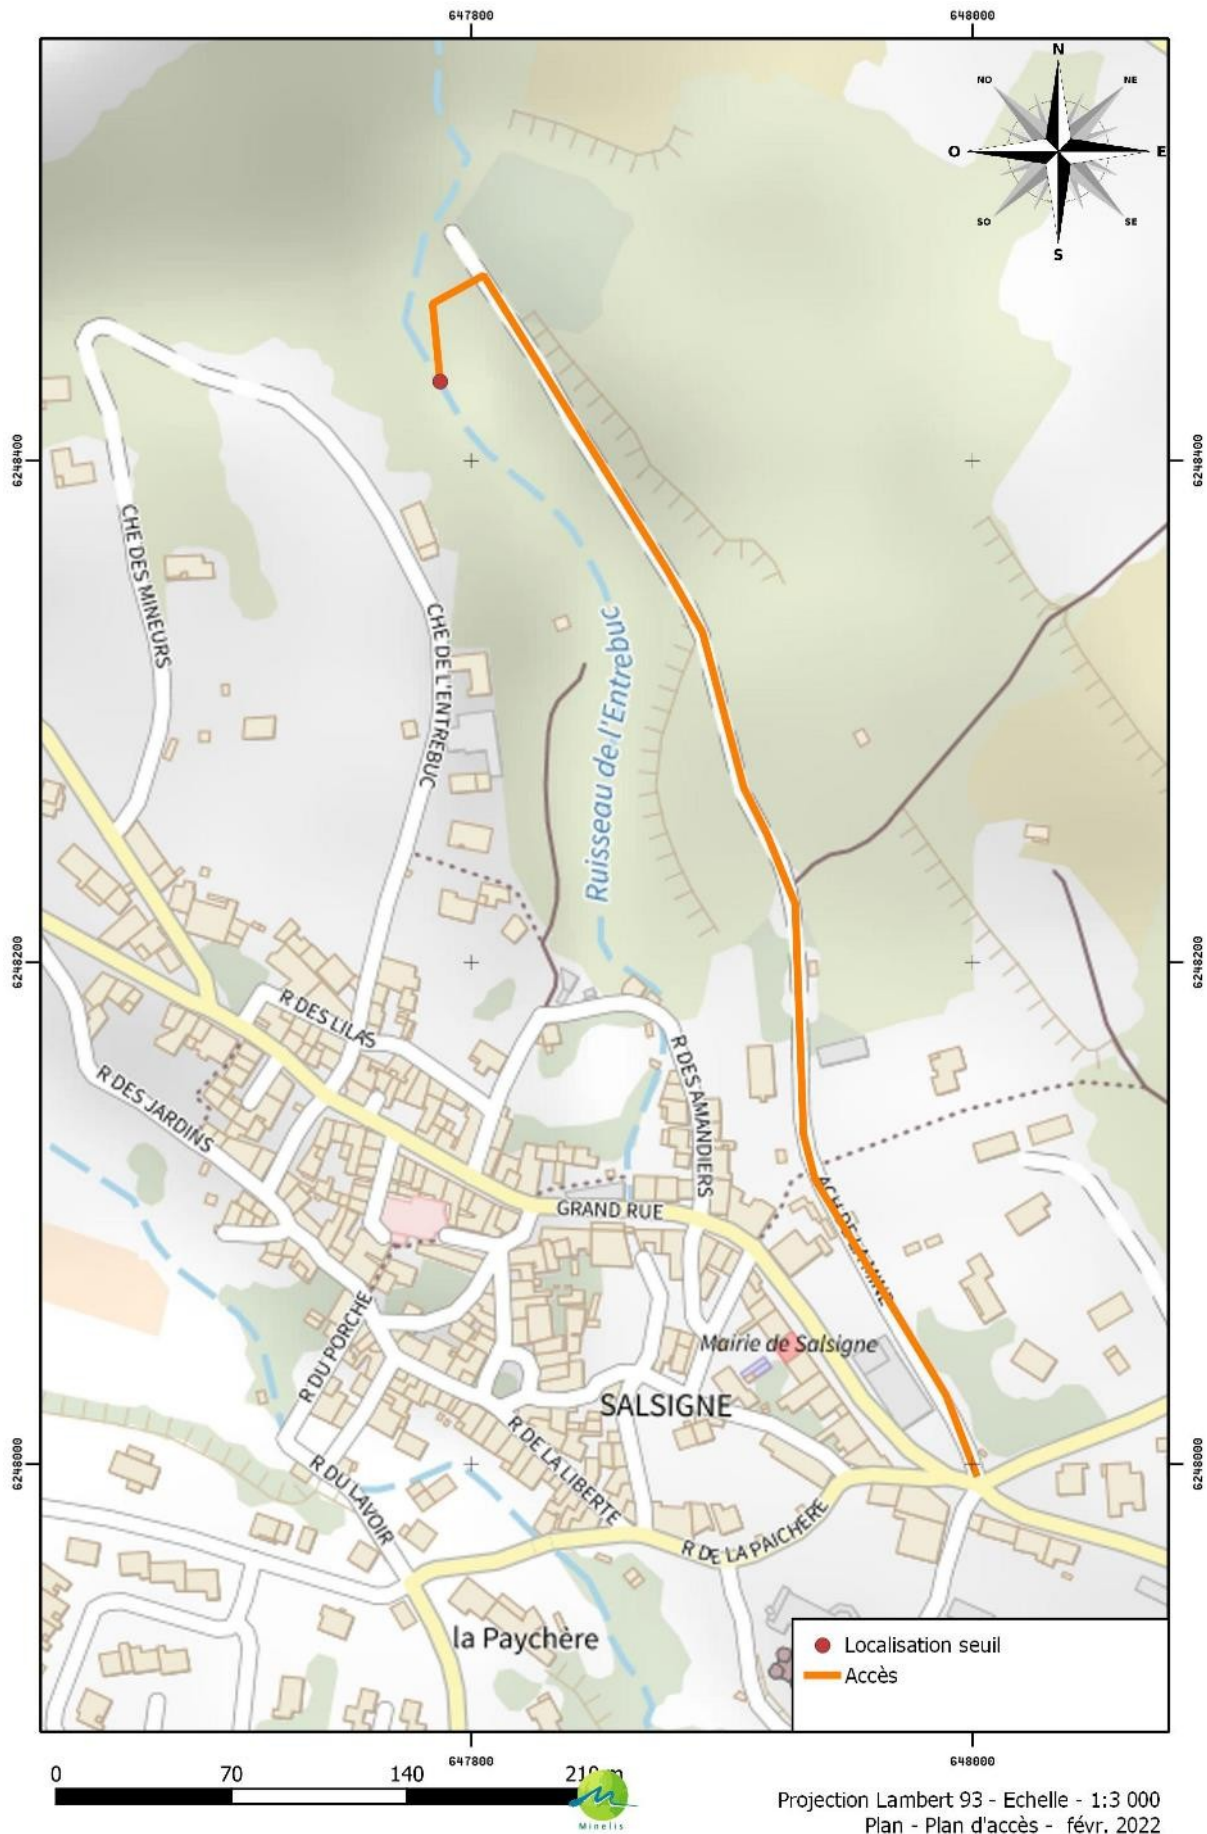 647800
648000
N
NO
NE
O
E
SO
SE
S
6248400
6248400
CHE DES MINEURS
CHE DE L'ENTREBUC
Ruisseau de l'Entrebuc
6248200
6248200
R DES LILAS
R DES JARDINS
R DES AMANDIERS
GRAND RUE
R DU PORCHE
Mairie de Salsigne
SALSIGNE
R DE LA LIBERTE
6248000
6248000
R DU LAVOIR
R DE LA PAICHERE
la Paychère
Localisation seuil
Accès
647800
648000
0
70
140
210 m
Minelis
Projection Lambert 93 - Echelle - 1:3 000
Plan - Plan d'accès - févr. 2022